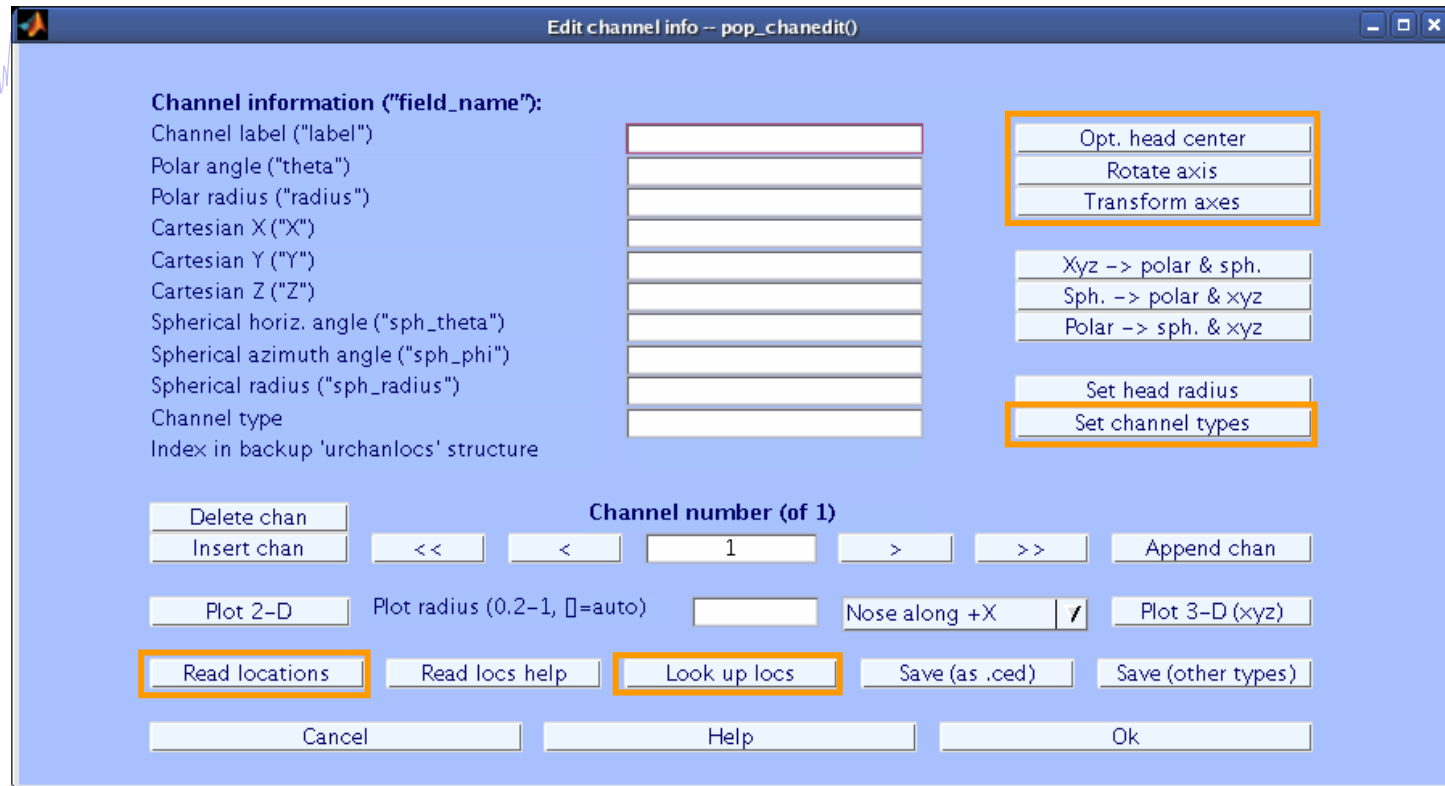 Edit channel info -- pop_chanedit()
Channel information ("field_name"):
Channel label ("label")
Opt. head center
Polar angle ("theta")
Rotate axis
Polar radius ("radius")
Transform axes
Cartesian X ("X")
Cartesian Y ("Y")
Xyz -> polar & sph.
Cartesian Z ("Z")
Sph. -> polar & xyz
Spherical horiz. angle ("sph_theta")
Polar -> sph. & xyz
Spherical azimuth angle ("sph_phi")
Spherical radius ("sph_radius")
Set head radius
Channel type
Set channel types
Index in backup 'urchanlocs' structure
Delete chan
Channel number (of 1)
Insert chan << < 1 > >> Append chan
Plot 2-D Plot radius (0.2-1, []=auto) Nose along +X Plot 3-D (xyz)
Read locations Read locs help Look up locs Save (as .ced) Save (other types)
Cancel Help Ok